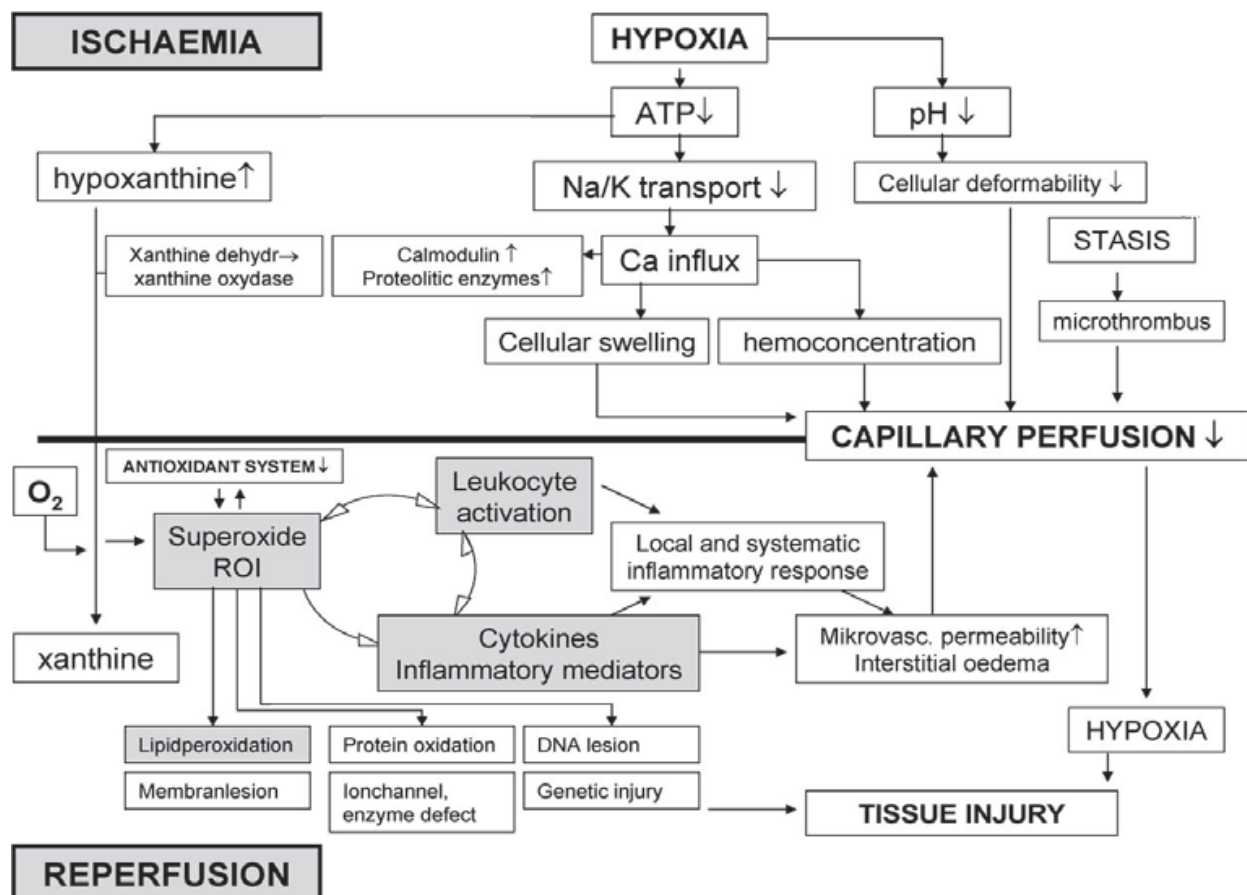 ISCHAEMIA
HYPOXIA
ATP↓
pH ↓
hypoxanthine↑
Na/K transport ↓
Cellular deformability ↓
Xanthine dehydr→
xanthine oxydase
Calmodulin ↑
Proteolitic enzymes↑
Ca influx
STASIS
microthrombus
Cellular swelling
hemoconcentration
CAPILLARY PERFUSION ↓
ANTIOXIDANT SYSTEM↓
O₂
Leukocyte
activation
Superoxide
ROI
Local and systematic
inflammatory response
xanthine
Cytokines
Inflammatory mediators
Mikrovasc. permeability↑
Interstitial oedema
HYPOXIA
Lipidperoxidation
Protein oxidation
DNA lesion
Membranlesion
Ionchannel,
enzyme defect
Genetic injury
TISSUE INJURY
REPERFUSION